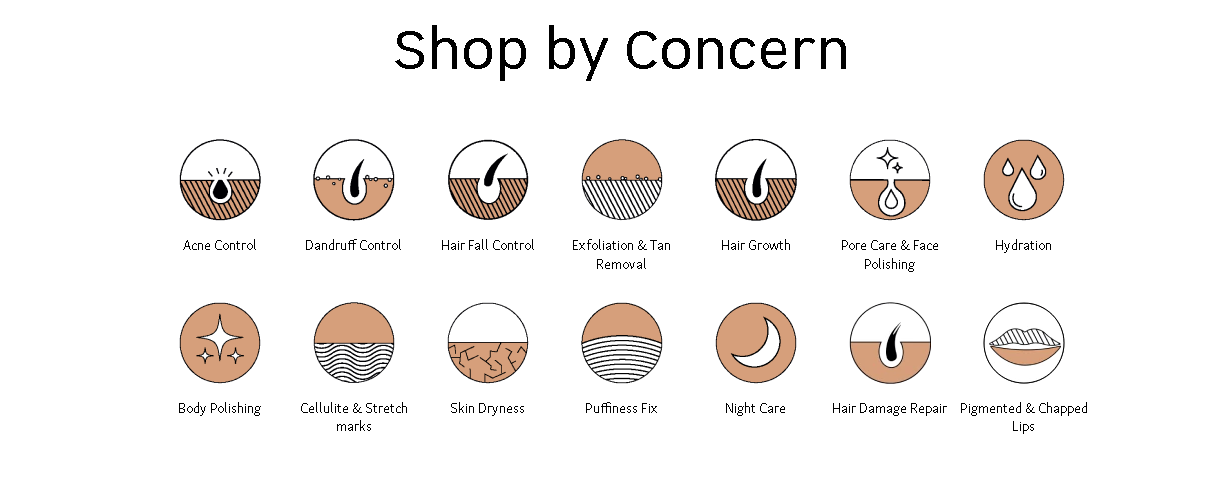 Shop by Concern
Acne Control
Dandruff Control
Hair Fall Control
Exfoliation & Tan
Removal
Hair Growth
Pore Care & Face
Polishing
Hydration
Body Polishing
Cellulite & Stretch
marks
Skin Dryness
Puffiness Fix
Night Care
Hair Damage Repair
Pigmented & Chapped
Lips